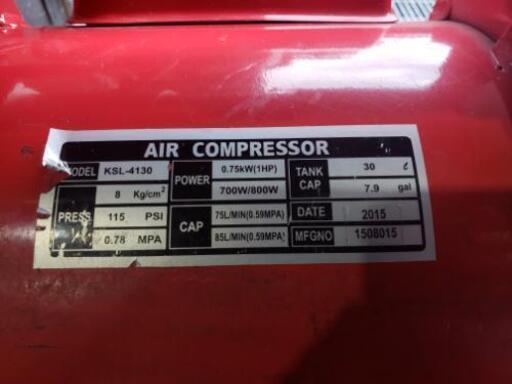 AIR COMPRESSOR
MODEL KSL-4130 POWER 0.75kW(1HP) TANK CAP 30 ℓ
PRESS 8 Kg/cm² 700W/800W 7.9 gal
115 PSI CAP 75L/MIN(0.59MPA) DATE 2015
0.78 MPA 85L/MIN(0.59MPA) MFGNO 1508015